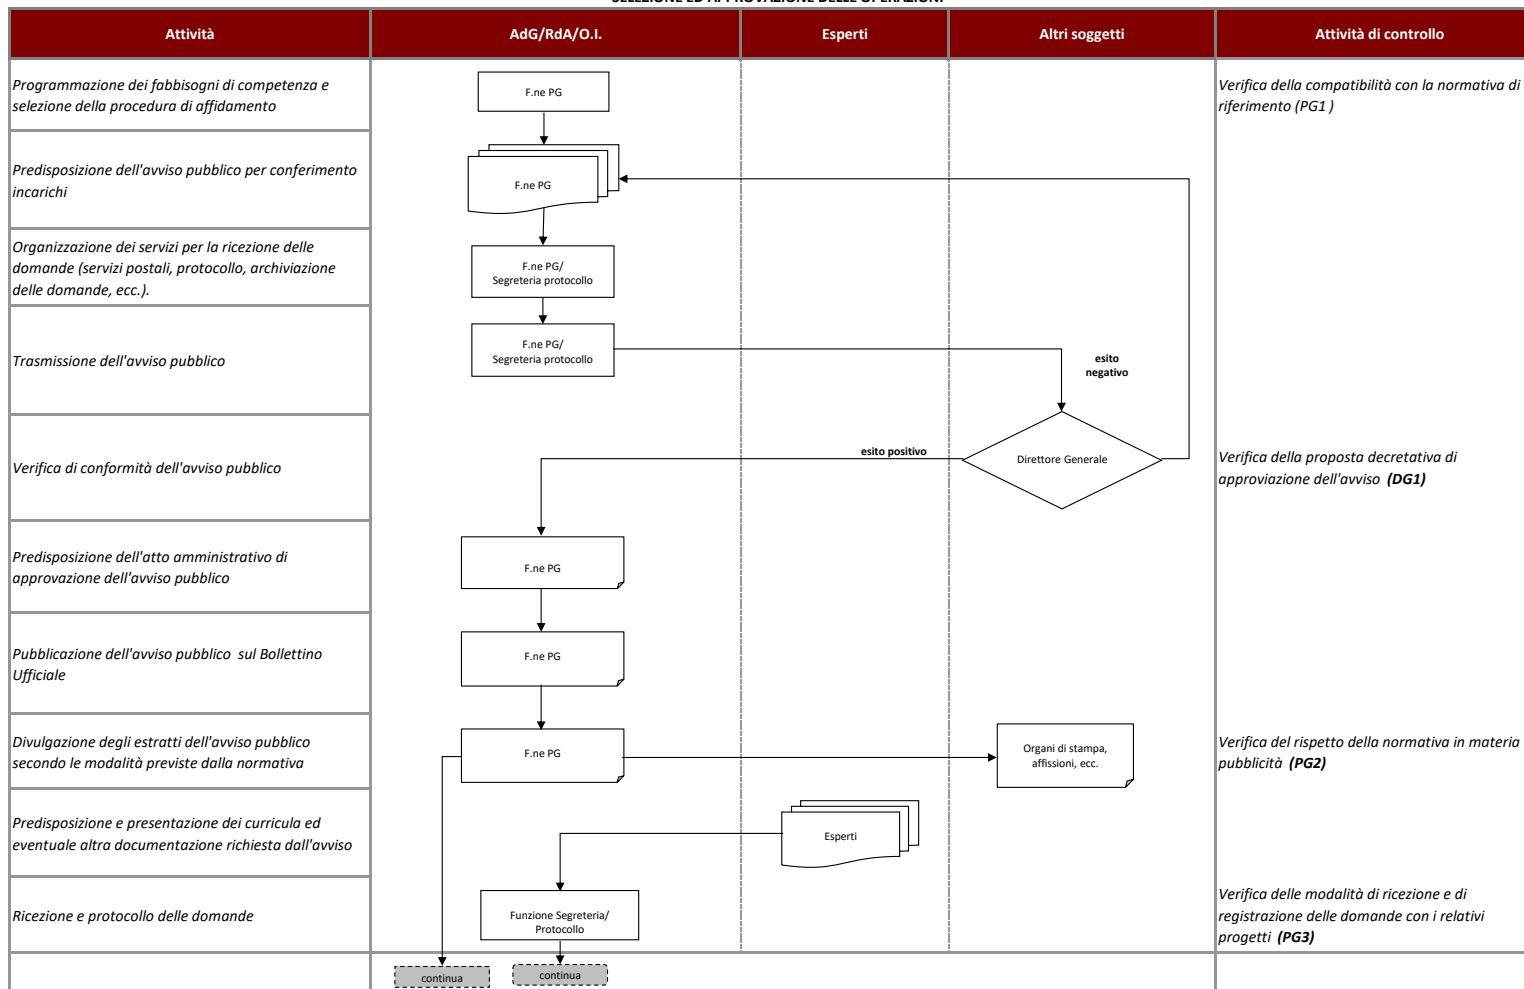 SELEZIONE ED APPROVAZIONE DELLE OPERAZIONI
Attività
AdG/RdA/O.I.
Esperti
Altri soggetti
Attività di controllo
Programmazione dei fabbisogni di competenza e
selezione della procedura di affidamento
F.ne PG
Verifica della compatibilità con la normativa di
riferimento (PG1 )
Predisposizione dell'avviso pubblico per conferimento
incarichi
F.ne PG
Organizzazione dei servizi per la ricezione delle
domande (servizi postali, protocollo, archiviazione
delle domande, ecc.).
F.ne PG/
Segreteria protocollo
Trasmissione dell'avviso pubblico
F.ne PG/
Segreteria protocollo
esito
negativo
Verifica di conformità dell'avviso pubblico
esito positivo
Direttore Generale
Verifica della proposta decretativa di
approviazione dell'avviso (DG1)
Predisposizione dell'atto amministrativo di
approvazione dell'avviso pubblico
F.ne PG
Pubblicazione dell'avviso pubblico sul Bollettino
Ufficiale
F.ne PG
Divulgazione degli estratti dell'avviso pubblico
secondo le modalità previste dalla normativa
F.ne PG
Organi di stampa,
affissioni, ecc.
Verifica del rispetto della normativa in materia
pubblicità (PG2)
Predisposizione e presentazione dei curricula ed
eventuale altra documentazione richiesta dall'avviso
Esperti
Ricezione e protocollo delle domande
Funzione Segreteria/
Protocollo
Verifica delle modalità di ricezione e di
registrazione delle domande con i relativi
progetti (PG3)
continua
continua